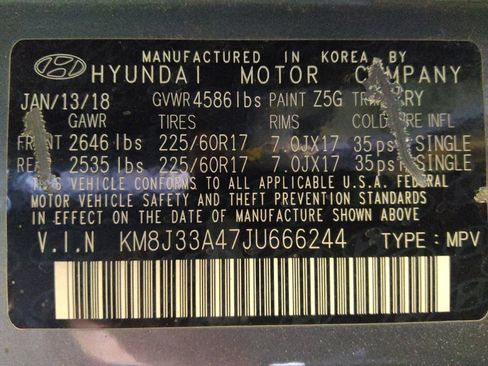 MANUFACTURED IN KOREA BY
HYUNDAI MOTOR COMPANY
JAN/13/18 GVWR 4586lbs PAINT Z5G
GAWR TIRES RIMS
FRONT 2646 lbs 225/60R17 7.0JX17 35 SINGLE
2535 lbs 225/60R17 7.0JX17 35 SINGLE
VEHICLE CONFORMS TO ALL APPLICABLE U.S.A. FEDERAL
MOTOR VEHICLE SAFETY AND THEFT PREVENTION STANDARDS
IN EFFECT ON THE DATE OF MANUFACTURE SHOWN ABOVE.
V.I.N KM8J33A47JU666244 TYPE: MPV